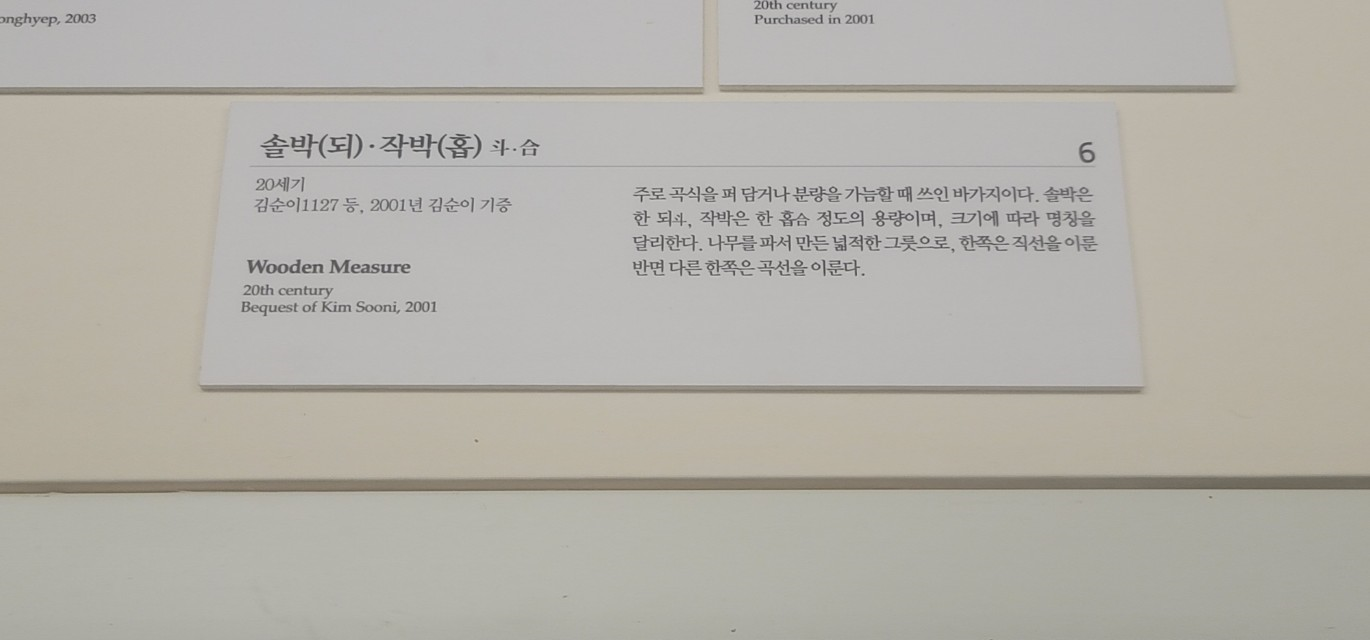 onghyep, 2003
20th century
Purchased in 2001
솔박(되)·작박(홉) 斗·合
6
20세기
김순이1127 등, 2001년 김순이 기증
Wooden Measure
20th century
Bequest of Kim Sooni, 2001
주로 곡식을 퍼 담거나 분량을 가늠할 때 쓰인 바가지이다. 솔박은
한 되斗, 작박은 한 홉合 정도의 용량이며, 크기에 따라 명칭을
달리한다. 나무를 파서 만든 넓적한 그릇으로, 한쪽은 직선을 이룬
반면 다른 한쪽은 곡선을 이룬다.